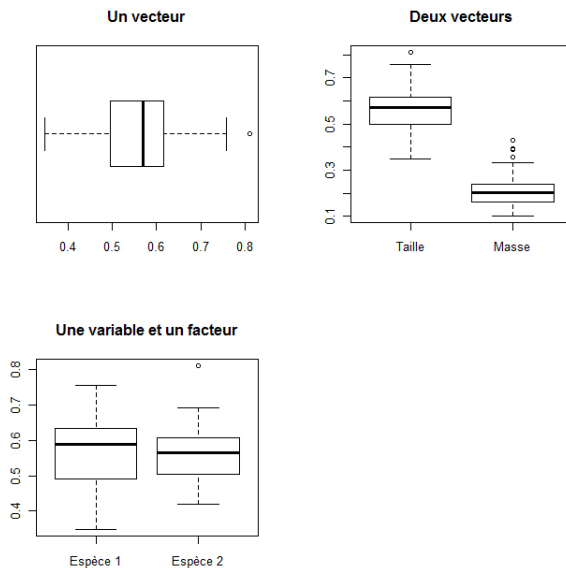 Un vecteur
0.4 0.5 0.6 0.7 0.8
Deux vecteurs
0.7
0.5
0.3
0.1
Taille Masse
Une variable et un facteur
0.8
0.7
0.6
0.5
0.4
Espèce 1 Espèce 2